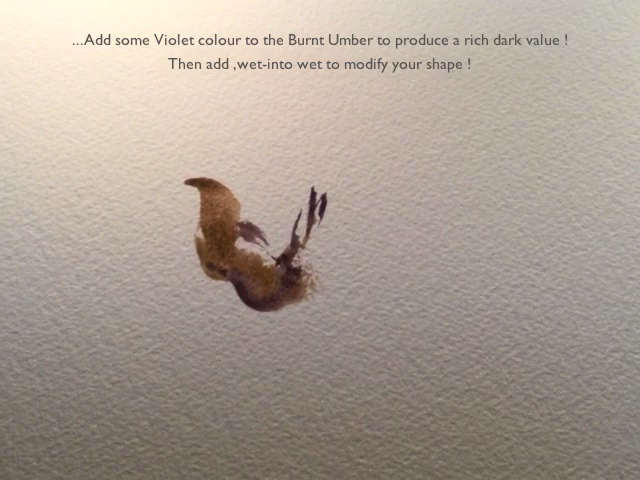 ...Add some Violet colour to the Burnt Umber to produce a rich dark value !
Then add ,wet-into wet to modify your shape !